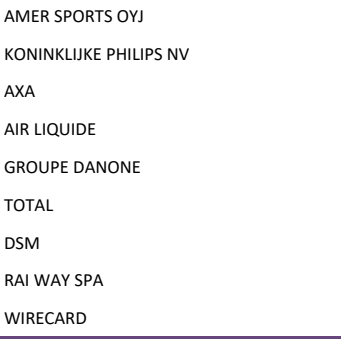 AMER SPORTS OYJ
KONINKLIJKE PHILIPS NV
AXA
AIR LIQUIDE
GROUPE DANONE
TOTAL
DSM
RAI WAY SPA
WIRECARD